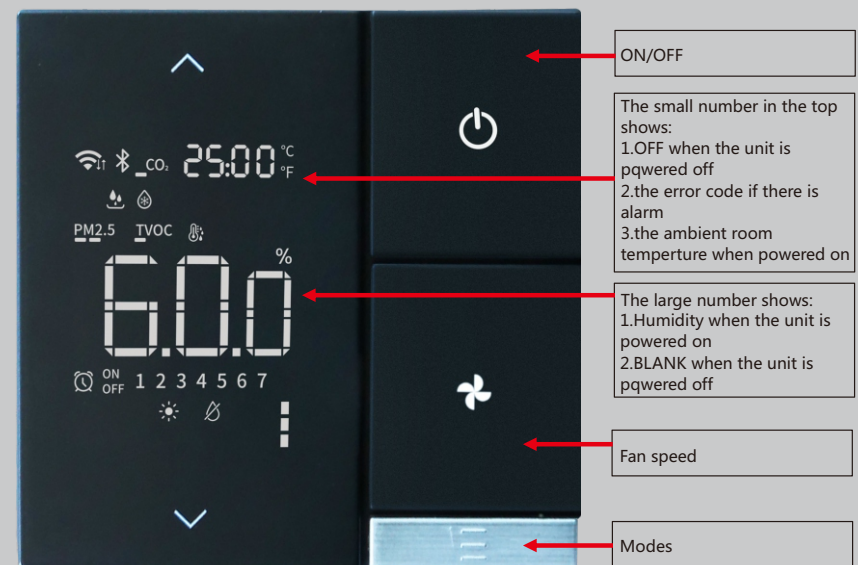 CO₂ 25:00 °C
°F
PM2.5 TVOC
%
6.0.0
ON
OFF 1 2 3 4 5 6 7
ON/OFF
The small number in the top
shows:
1.OFF when the unit is
pqwered off
2.the error code if there is
alarm
3.the ambient room
temperture when powered on
The large number shows:
1.Humidity when the unit is
powered on
2.BLANK when the unit is
pqwered off
Fan speed
Modes